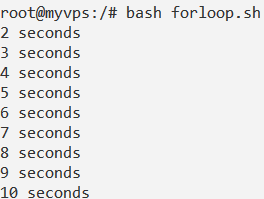 root@myvps:/# bash forloop.sh
2 seconds
3 seconds
4 seconds
5 seconds
6 seconds
7 seconds
8 seconds
9 seconds
10 seconds